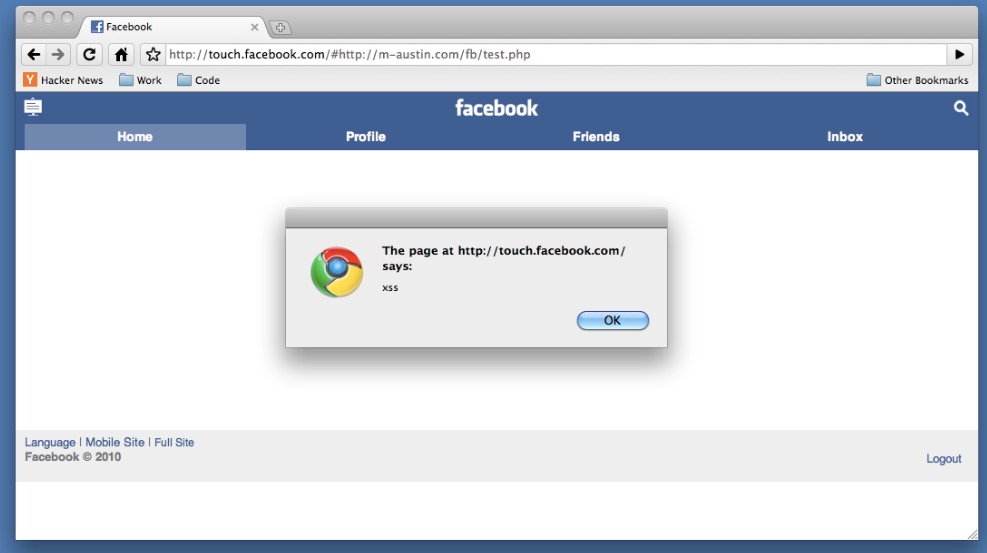 Facebook
http://touch.facebook.com/#http://m-austin.com/fb/test.php
Y Hacker News Work Code Other Bookmarks
facebook
Home Profile Friends Inbox
The page at http://touch.facebook.com/
says:
xss
OK
Language | Mobile Site | Full Site
Facebook © 2010
Logout